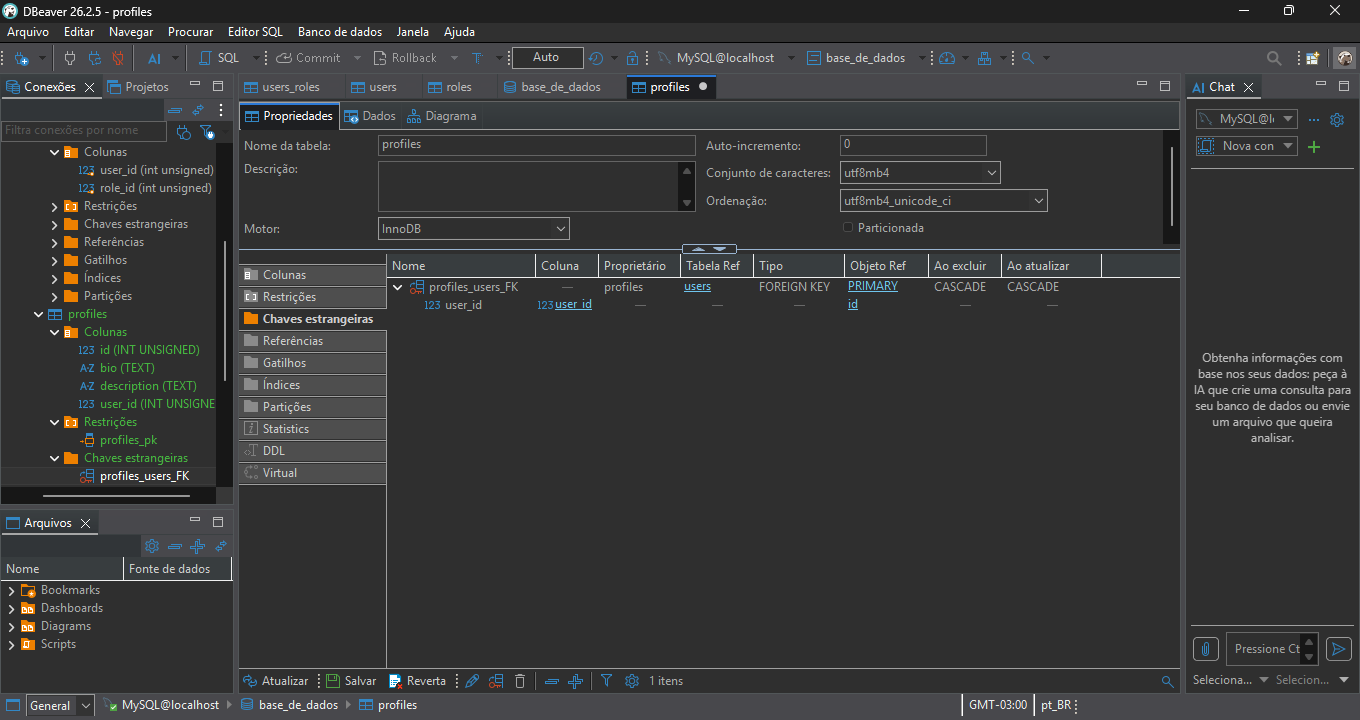 DBeaver 26.2.5 - profiles
Arquivo Editar Navegar Procurar Editor SQL Banco de dados Janela Ajuda
AI SQL Commit Rollback T Auto MySQL@localhost base_de_dados
Conexões Projetos
Filtra conexões por nome
Colunas
123 user_id (int unsigned)
123 role_id (int unsigned)
Restrições
Chaves estrangeiras
Referências
Gatilhos
Índices
Partições
profiles
Colunas
123 id (INT UNSIGNED)
A-Z bio (TEXT)
A-Z description (TEXT)
123 user_id (INT UNSIGNE
Restrições
profiles_pk
Chaves estrangeiras
profiles_users_FK
Arquivos
Nome Fonte de dados
Bookmarks
Dashboards
Diagrams
Scripts
users_roles users roles base_de_dados profiles
Propriedades Dados Diagrama
Nome da tabela: profiles
Descrição:
Motor: InnoDB
Auto-incremento: 0
Conjunto de caracteres: utf8mb4
Ordenação: utf8mb4_unicode_ci
Particionada
Colunas
Restrições
Chaves estrangeiras
Referências
Gatilhos
Índices
Partições
Statistics
DDL
Virtual
Nome Coluna Proprietário Tabela Ref Tipo Objeto Ref Ao excluir Ao atualizar
profiles_users_FK — profiles users FOREIGN KEY PRIMARY CASCADE CASCADE
123 user_id 123 user_id — — id — —
Atualizar Salvar Reverta 1 itens
AI Chat
MySQL@l
Nova con
Obtenha informações com
base nos seus dados: peça à
IA que crie uma consulta para
seu banco de dados ou envie
um arquivo que queira
analisar.
Pressione Ct
Seleciona... Selecion...
General MySQL@localhost base_de_dados profiles GMT-03:00 pt_BR